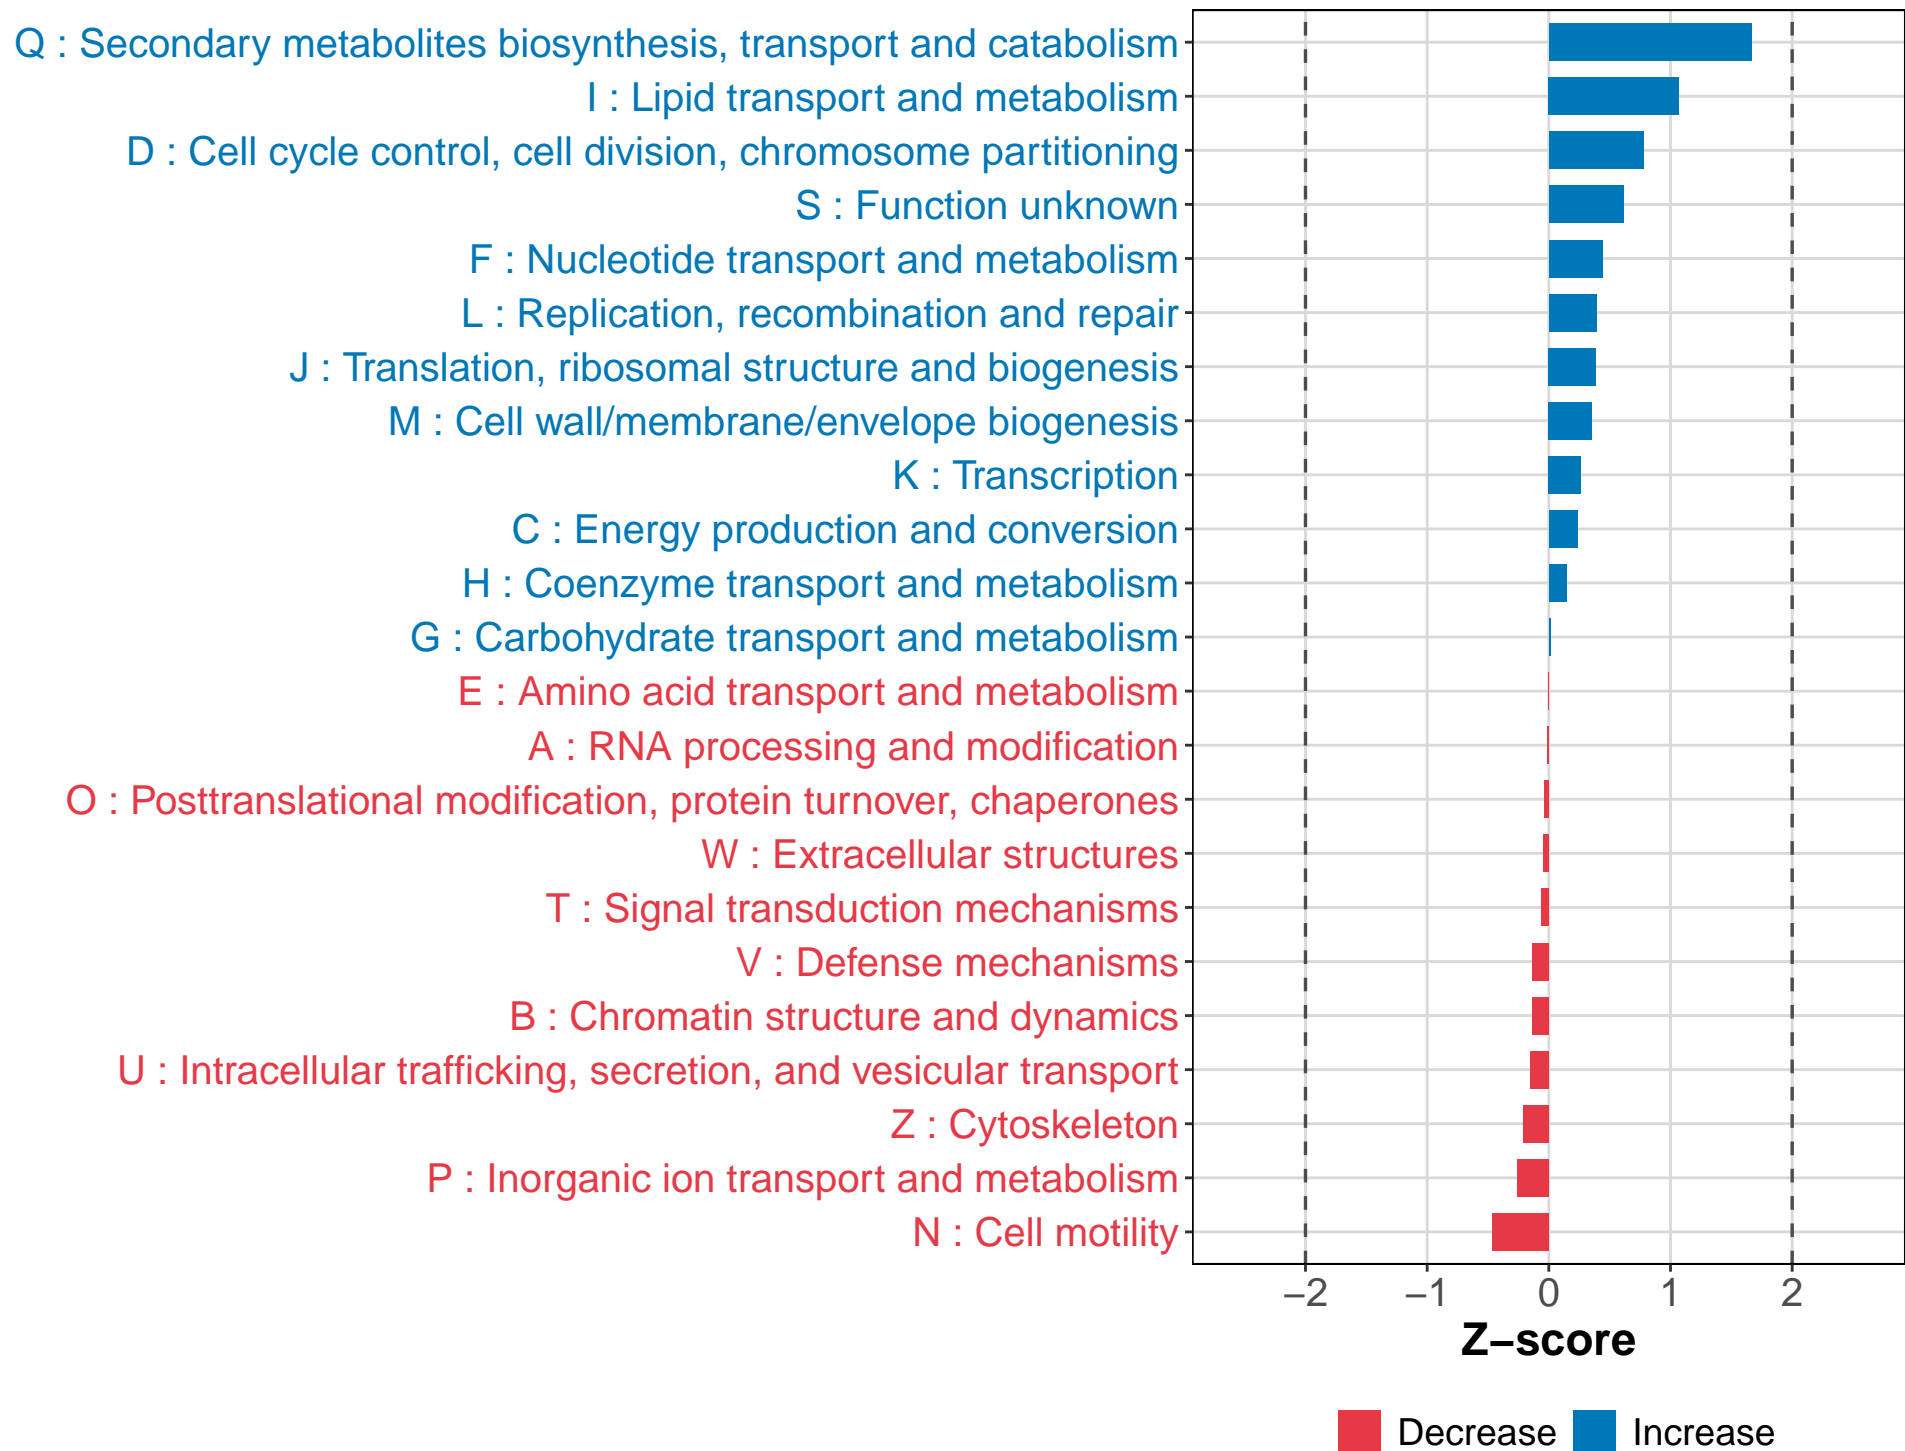 Q : Secondary metabolites biosynthesis, transport and catabolism
I : Lipid transport and metabolism
D : Cell cycle control, cell division, chromosome partitioning
S : Function unknown
F : Nucleotide transport and metabolism
L : Replication, recombination and repair
J : Translation, ribosomal structure and biogenesis
M : Cell wall/membrane/envelope biogenesis
K : Transcription
C : Energy production and conversion
H : Coenzyme transport and metabolism
G : Carbohydrate transport and metabolism
E : Amino acid transport and metabolism
A : RNA processing and modification
O : Posttranslational modification, protein turnover, chaperones
W : Extracellular structures
T : Signal transduction mechanisms
V : Defense mechanisms
B : Chromatin structure and dynamics
U : Intracellular trafficking, secretion, and vesicular transport
Z : Cytoskeleton
P : Inorganic ion transport and metabolism
N : Cell motility
−2 −1 0 1 2
Z−score
Decrease Increase